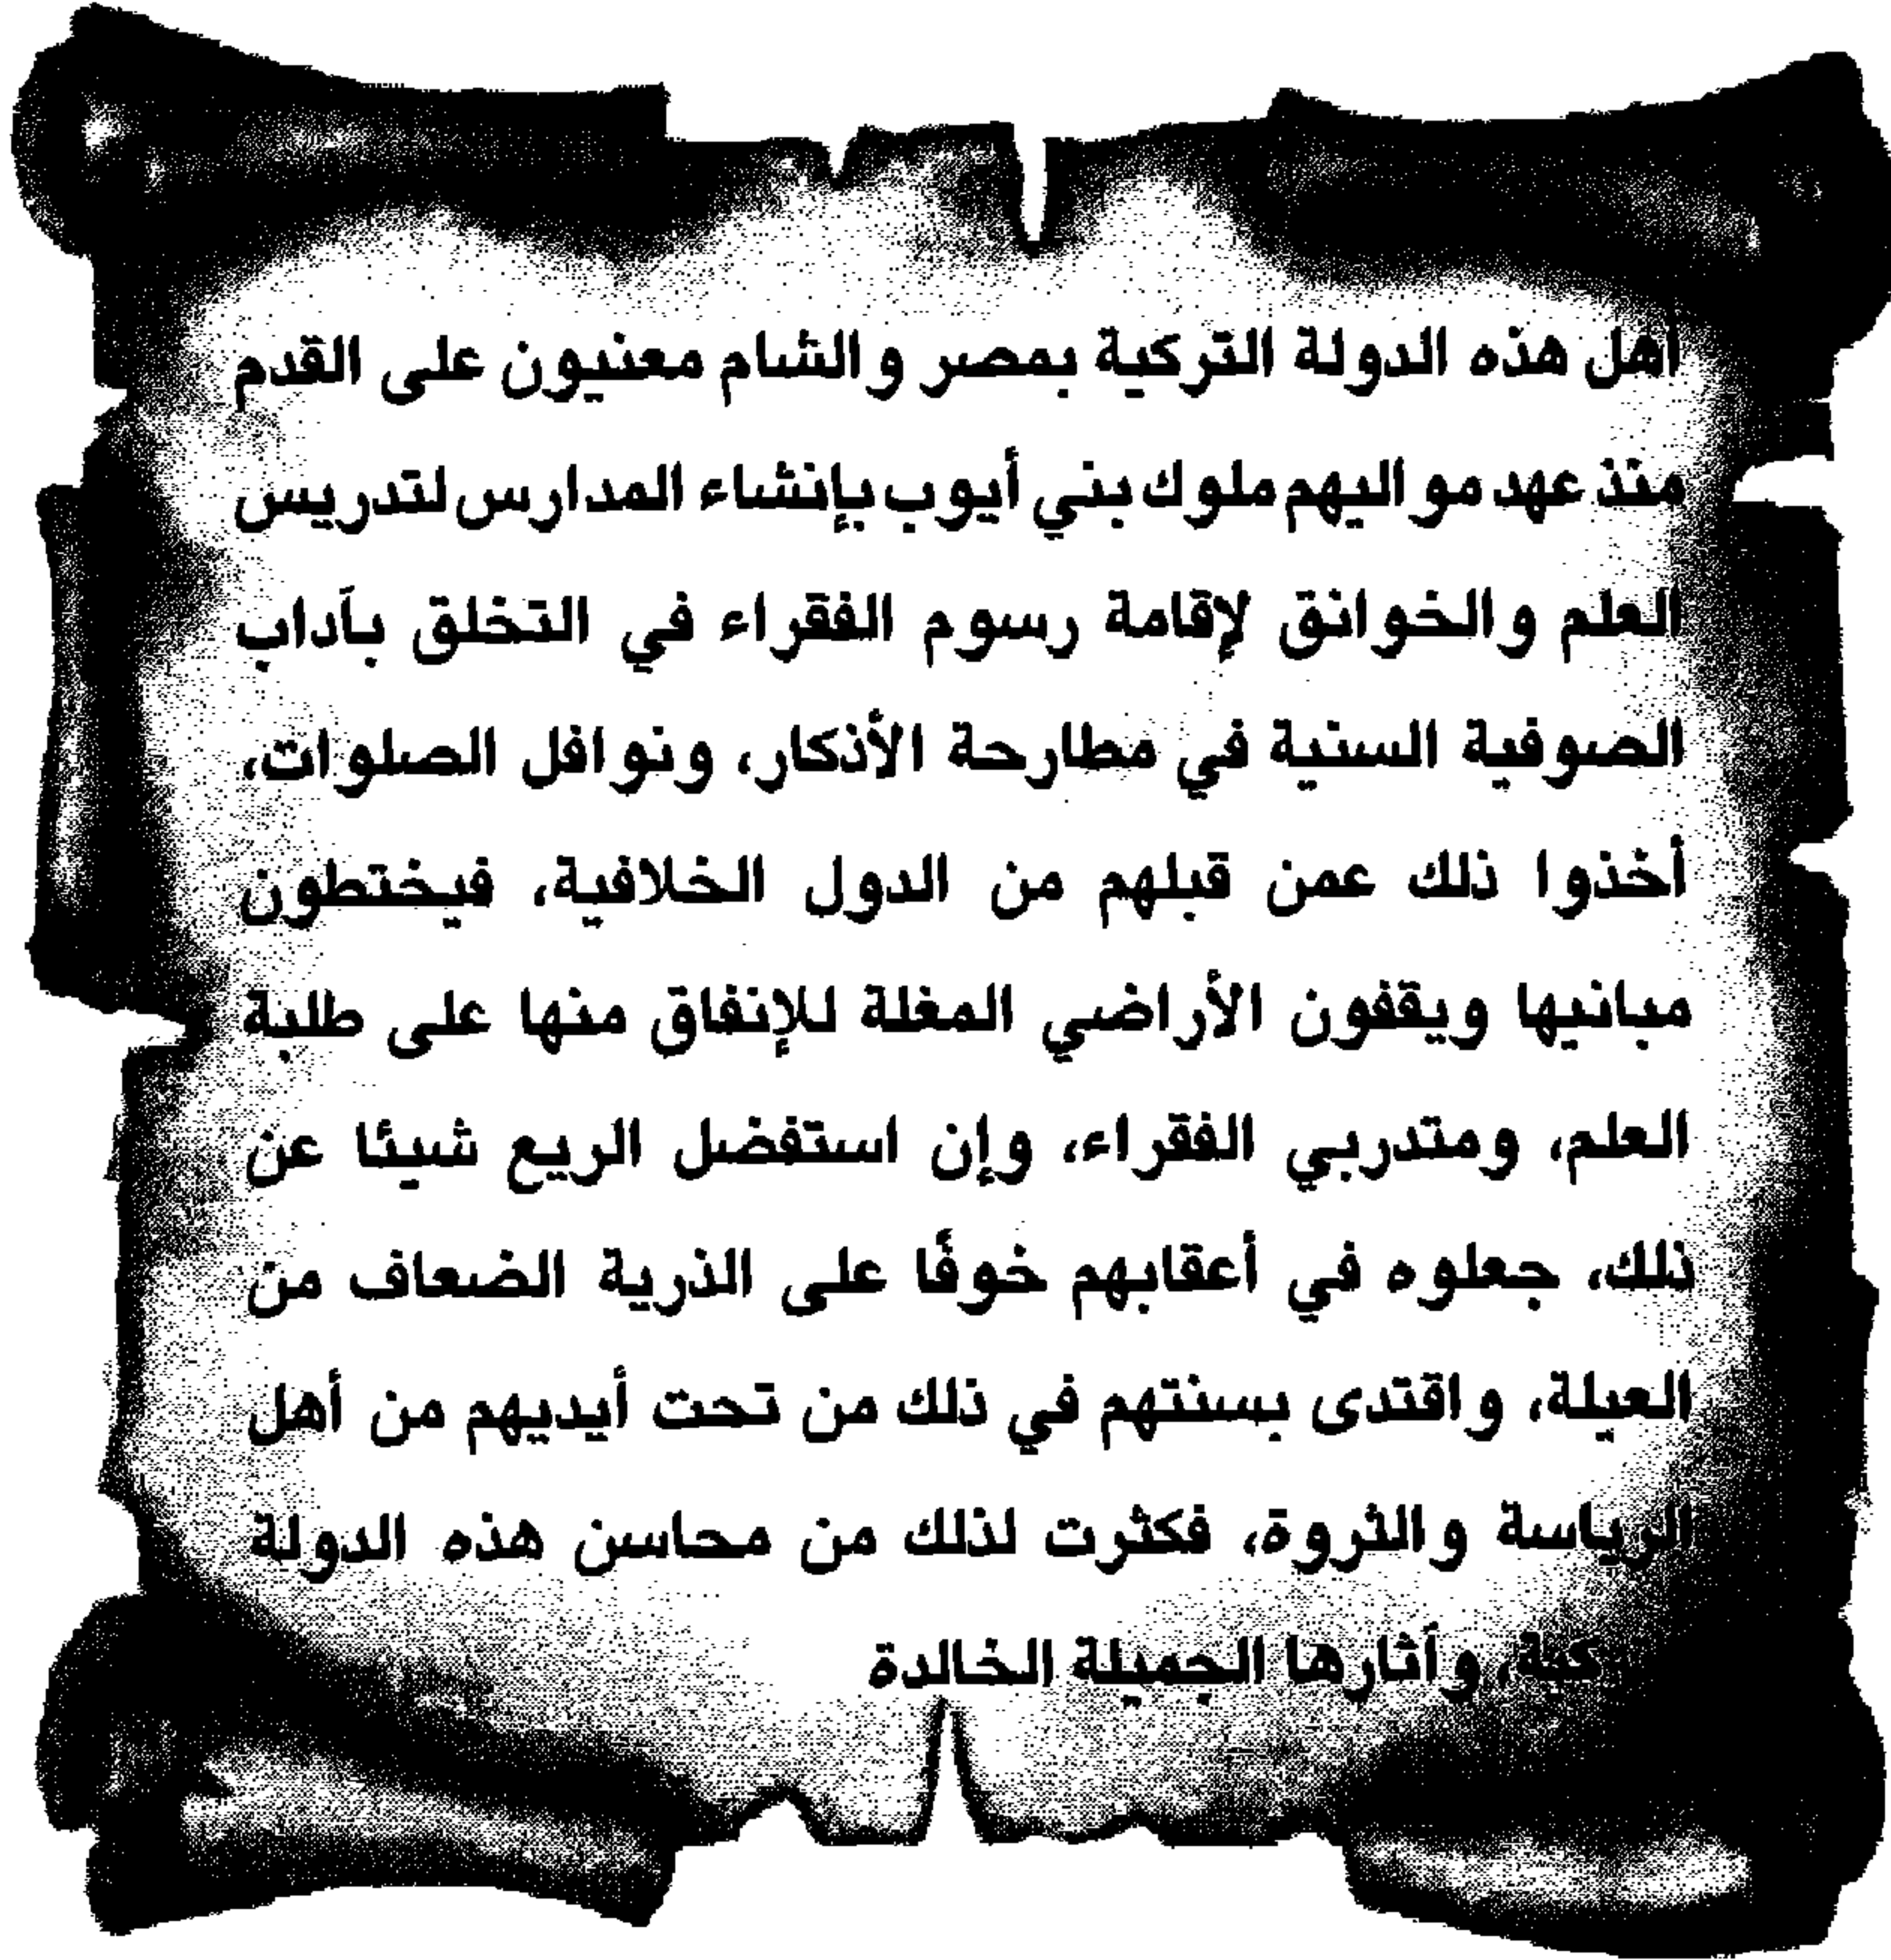 أهل هذه الدولة التركية بمصر والشام معنيون على القدم
منذ عهد مواليهم ملوك بني أيوب بإنشاء المدارس لتدريس
العلم والخوانق لإقامة رسوم الفقراء في التخلق بآداب
الصوفية السنية في مطارحة الأذكار، ونوافل الصلوات،
أخذوا ذلك عمن قبلهم من الدول الخلافية، فيختطون
مبانيها ويقفون الأراضي المغلة للإنفاق منها على طلبة
العلم، ومتدربي الفقراء، وإن استفضل الريع شيئا عن
ذلك، جعلوه في أعقابهم خوفًا على الذرية الضعاف من
العيلة، واقتدى بسنتهم في ذلك من تحت أيديهم من أهل
الرياسة والثروة، فكثرت لذلك من محاسن هذه الدولة
وآثارها الجميلة الخالدة